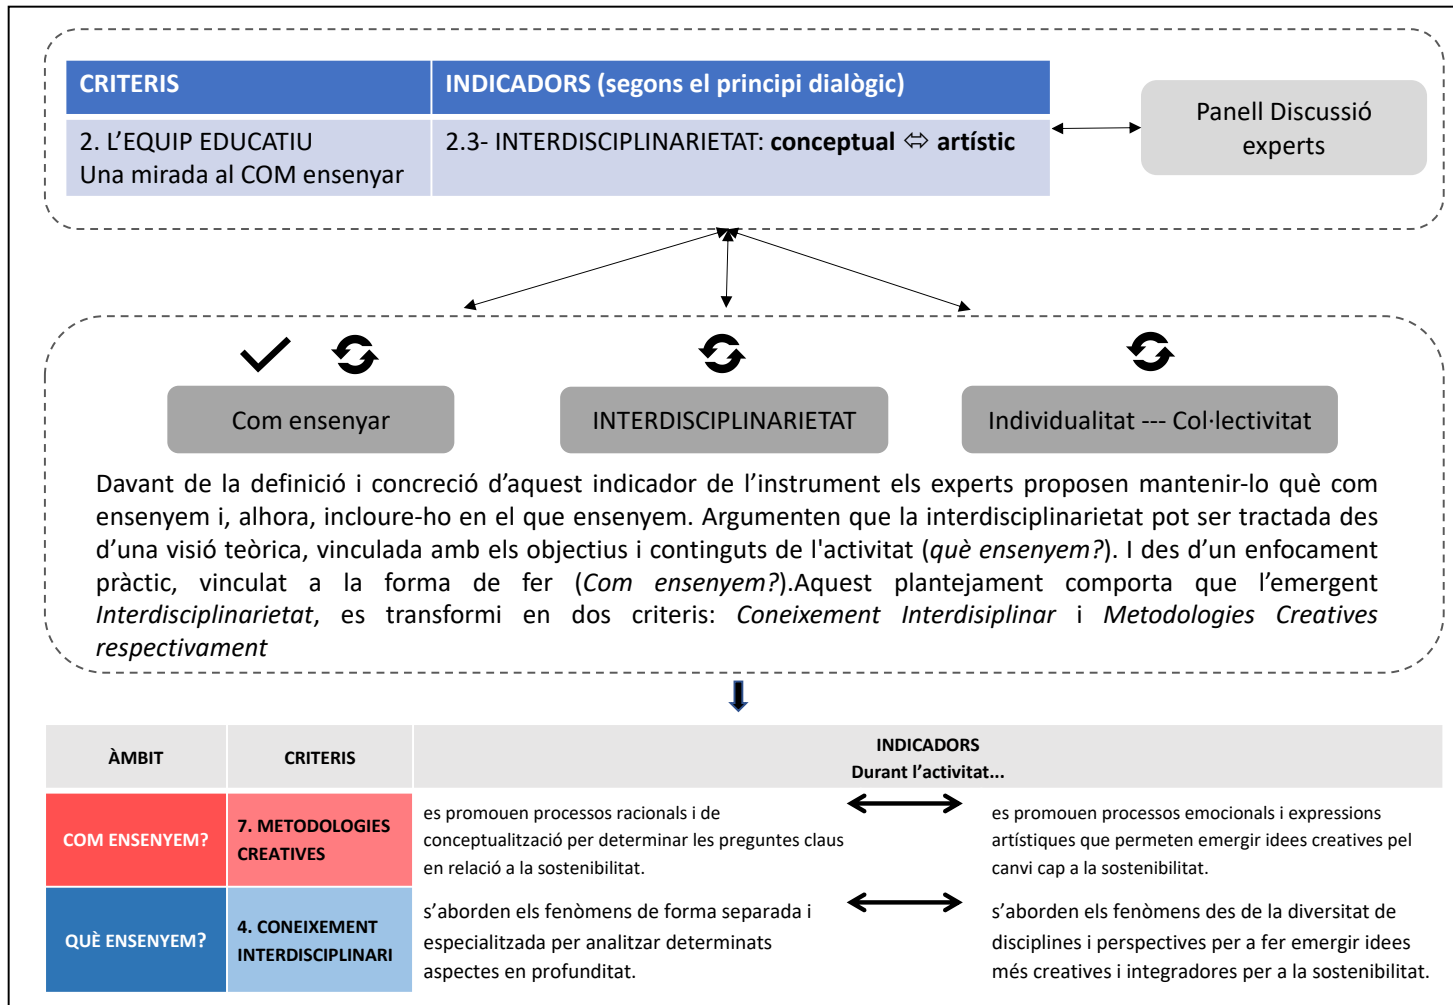 CRITERIS
INDICADORS (segons el principi dialògic)
2. L’EQUIP EDUCATIU
Una mirada al COM ensenyar
2.3- INTERDISCIPLINARIETAT: conceptual ⬄ artístic
Panell Discussió
experts
Com ensenyar
INTERDISCIPLINARIETAT
Individualitat --- Col·lectivitat
Davant de la definició i concreció d’aquest indicador de l’instrument els experts proposen mantenir-lo què com
ensenyem i, alhora, incloure-ho en el que ensenyem. Argumenten que la interdisciplinarietat pot ser tractada des
d’una visió teòrica, vinculada amb els objectius i continguts de l'activitat (què ensenyem?). I des d’un enfocament
pràctic, vinculat a la forma de fer (Com ensenyem?).Aquest plantejament comporta que l’emergent
Interdisciplinarietat, es transformi en dos criteris: Coneixement Interdisiplinar i Metodologies Creatives
respectivament
ÀMBIT
CRITERIS
INDICADORS
Durant l’activitat...
COM ENSENYEM?
7. METODOLOGIES
CREATIVES
es promouen processos racionals i de
conceptualització per determinar les preguntes claus
en relació a la sostenibilitat.
es promouen processos emocionals i expressions
artístiques que permeten emergir idees creatives pel
canvi cap a la sostenibilitat.
QUÈ ENSENYEM?
4. CONEIXEMENT
INTERDISCIPLINARI
s’aborden els fenòmens de forma separada i
especialitzada per analitzar determinats
aspectes en profunditat.
s’aborden els fenòmens des de la diversitat de
disciplines i perspectives per a fer emergir idees
més creatives i integradores per a la sostenibilitat.